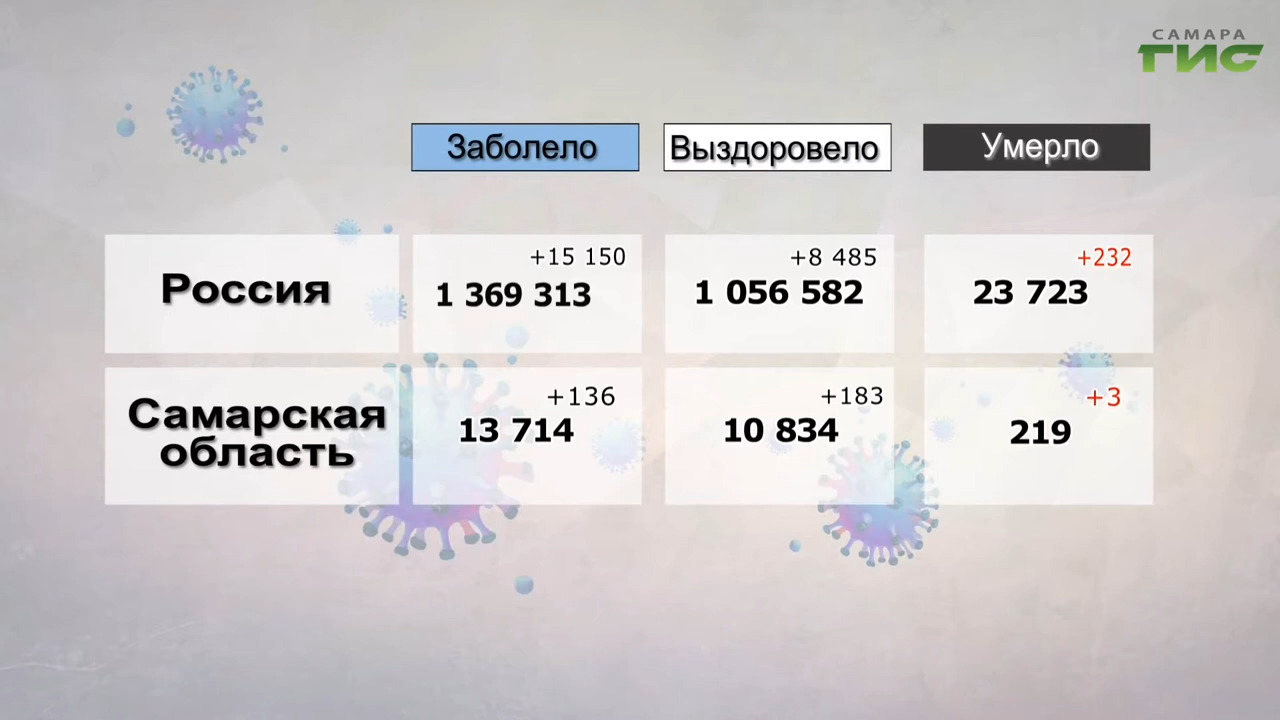 САМАРА
ГИС
Заболело Выздоровело Умерло
+15 150 +8 485 +232
Россия 1 369 313 1 056 582 23 723
+136 +183 +3
Самарская 13 714 10 834 219
область